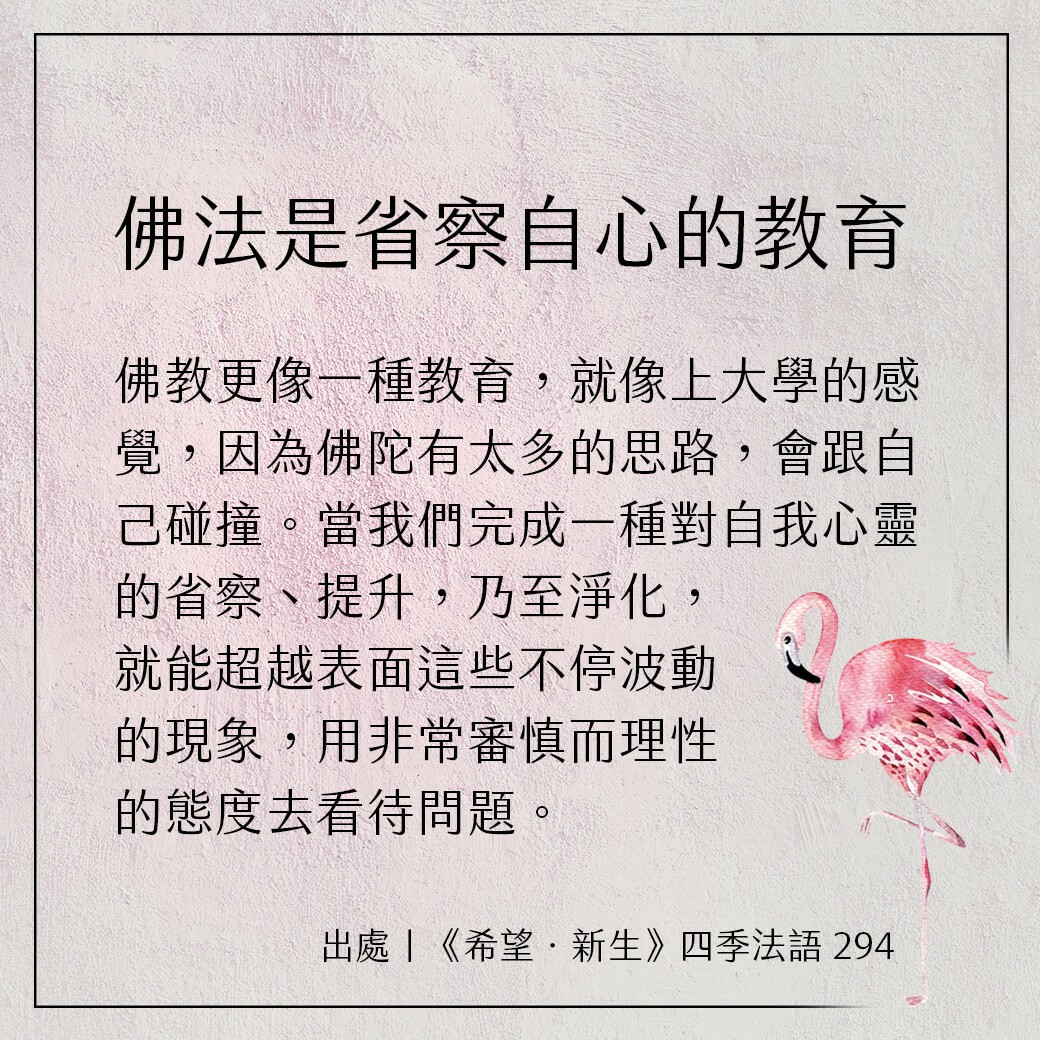 佛法是省察自心的教育
佛教更像一種教育，就像上大學的感
覺，因為佛陀有太多的思路，會跟自
己碰撞。當我們完成一種對自我心靈
的省察、提升，乃至淨化，
就能超越表面這些不停波動
的現象，用非常審慎而理性
的態度去看待問題。
出處｜《希望．新生》四季法語 294